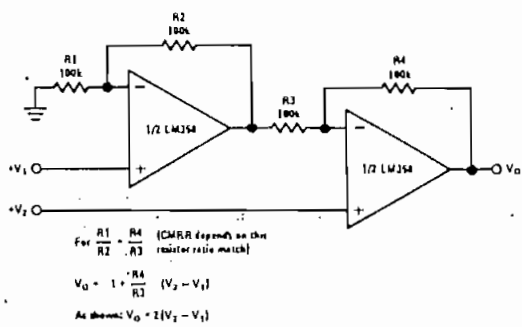 R2
100k
R1
100k
R4
100k
R3
100k
1/2 LM358
1/2 LM358
+V1
+V2
VO
For R1/R2 = R4/R3 (CMRR depends on this
resistor ratio match)
VO = 1 + R4/R3 (V2 − V1)
As shown: VO = 2(V2 − V1)